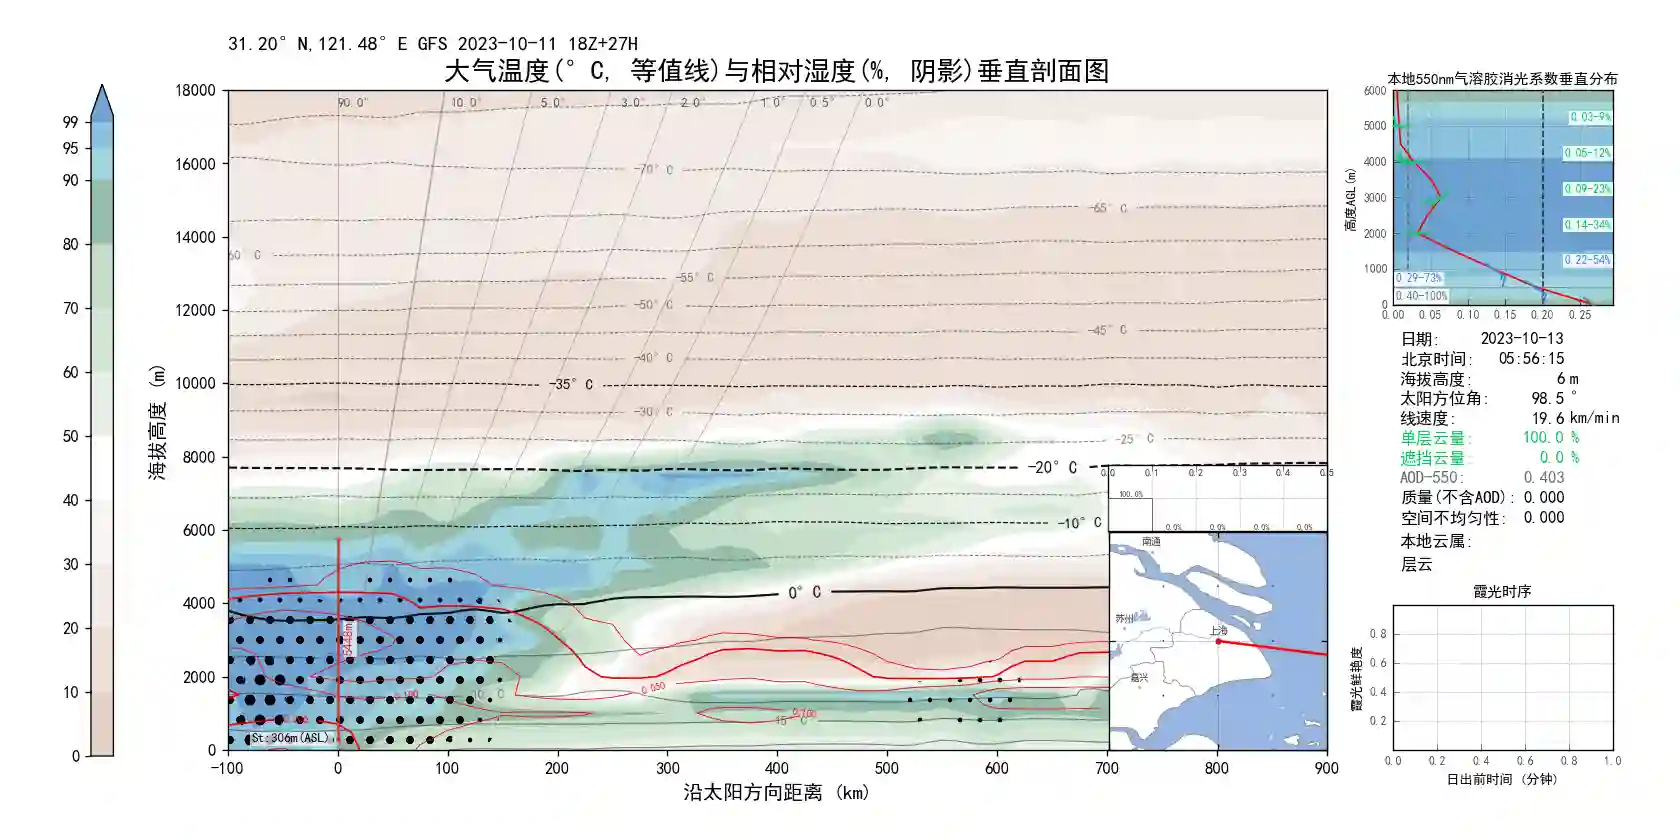 31.20°N,121.48°E GFS 2023-10-11 18Z+27H
大气温度(°C, 等值线)与相对湿度(%, 阴影)垂直剖面图
99
95
90
80
70
60
50
40
30
20
10
0
海拔高度 (m)
18000
16000
14000
12000
10000
8000
6000
4000
2000
0
90.0°
10.0°
5.0°
3.0°
2.0°
1.0°
0.5°
0.0°
-70°C
-65°C
60°C
-55°C
-50°C
-45°C
-40°C
-35°C
-30°C
-25°C
-20°C
-10°C
0°C
10°C
15°C
5448m
0.100
0.050
0.100
St:306m(ASL)
-100
0
100
200
300
400
500
600
700
800
900
沿太阳方向距离 (km)
0.0
0.1
0.2
0.3
0.4
0.5
100.0%
0.0%
0.0%
0.0%
0.0%
南通
苏州
上海
嘉兴
本地550nm气溶胶消光系数垂直分布
高度AGL(m)
6000
5000
4000
3000
2000
1000
0
0.03-9%
0.05-12%
0.09-23%
0.14-34%
0.22-54%
0.29-73%
0.40-100%
0.00
0.05
0.10
0.15
0.20
0.25
日期: 2023-10-13
北京时间: 05:56:15
海拔高度: 6 m
太阳方位角: 98.5 °
线速度: 19.6 km/min
单层云量: 100.0 %
遮挡云量: 0.0 %
AOD-550: 0.403
质量(不含AOD): 0.000
空间不均匀性: 0.000
本地云属:
层云
霞光时序
霞光鲜艳度
0.8
0.6
0.4
0.2
0.0
0.2
0.4
0.6
0.8
1.0
日出前时间 (分钟)